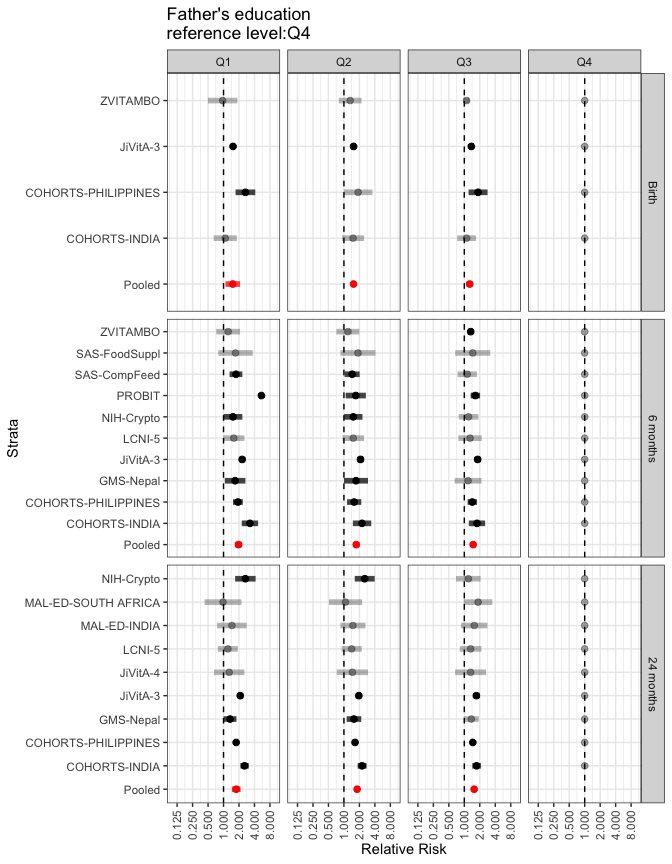 Father's education
reference level:Q4
Q1 Q2 Q3 Q4
ZVITAMBO
JiVitA-3
COHORTS-PHILIPPINES
COHORTS-INDIA
Pooled
Birth
ZVITAMBO
SAS-FoodSuppl
SAS-CompFeed
PROBIT
NIH-Crypto
LCNI-5
JiVitA-3
GMS-Nepal
COHORTS-PHILIPPINES
COHORTS-INDIA
Pooled
6 months
NIH-Crypto
MAL-ED-SOUTH AFRICA
MAL-ED-INDIA
LCNI-5
JiVitA-4
JiVitA-3
GMS-Nepal
COHORTS-PHILIPPINES
COHORTS-INDIA
Pooled
24 months
Strata
0.125 0.250 0.500 1.000 2.000 4.000 8.000 0.125 0.250 0.500 1.000 2.000 4.000 8.000 0.125 0.250 0.500 1.000 2.000 4.000 8.000 0.125 0.250 0.500 1.000 2.000 4.000 8.000
Relative Risk